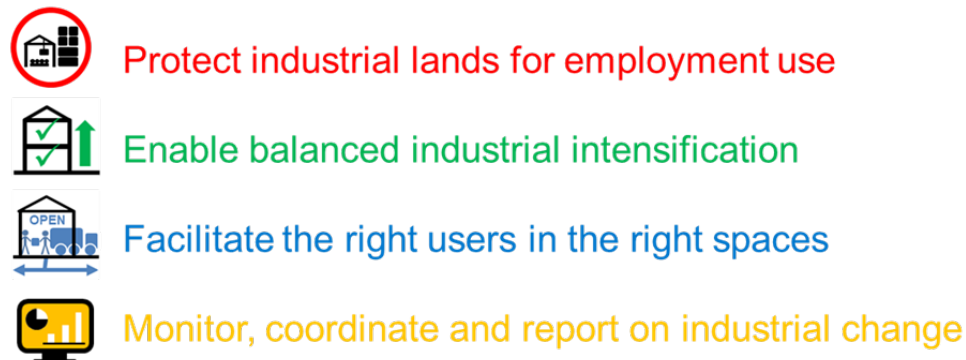 Protect industrial lands for employment use
Enable balanced industrial intensification
OPEN
Facilitate the right users in the right spaces
Monitor, coordinate and report on industrial change